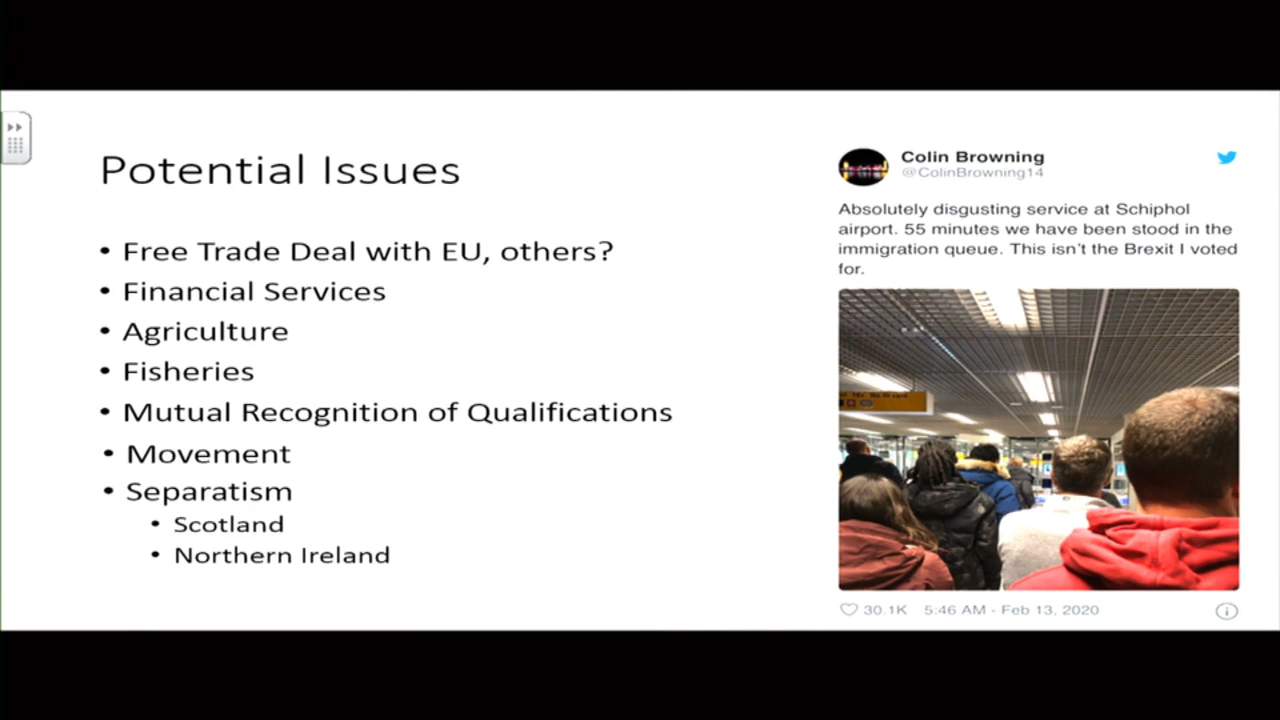 Potential Issues
• Free Trade Deal with EU, others?
• Financial Services
• Agriculture
• Fisheries
• Mutual Recognition of Qualifications
• Movement
• Separatism
• Scotland
• Northern Ireland
Colin Browning
@ColinBrowning14
Absolutely disgusting service at Schiphol
airport. 55 minutes we have been stood in the
immigration queue. This isn't the Brexit I voted
for.
30.1K 5:46 AM - Feb 13, 2020